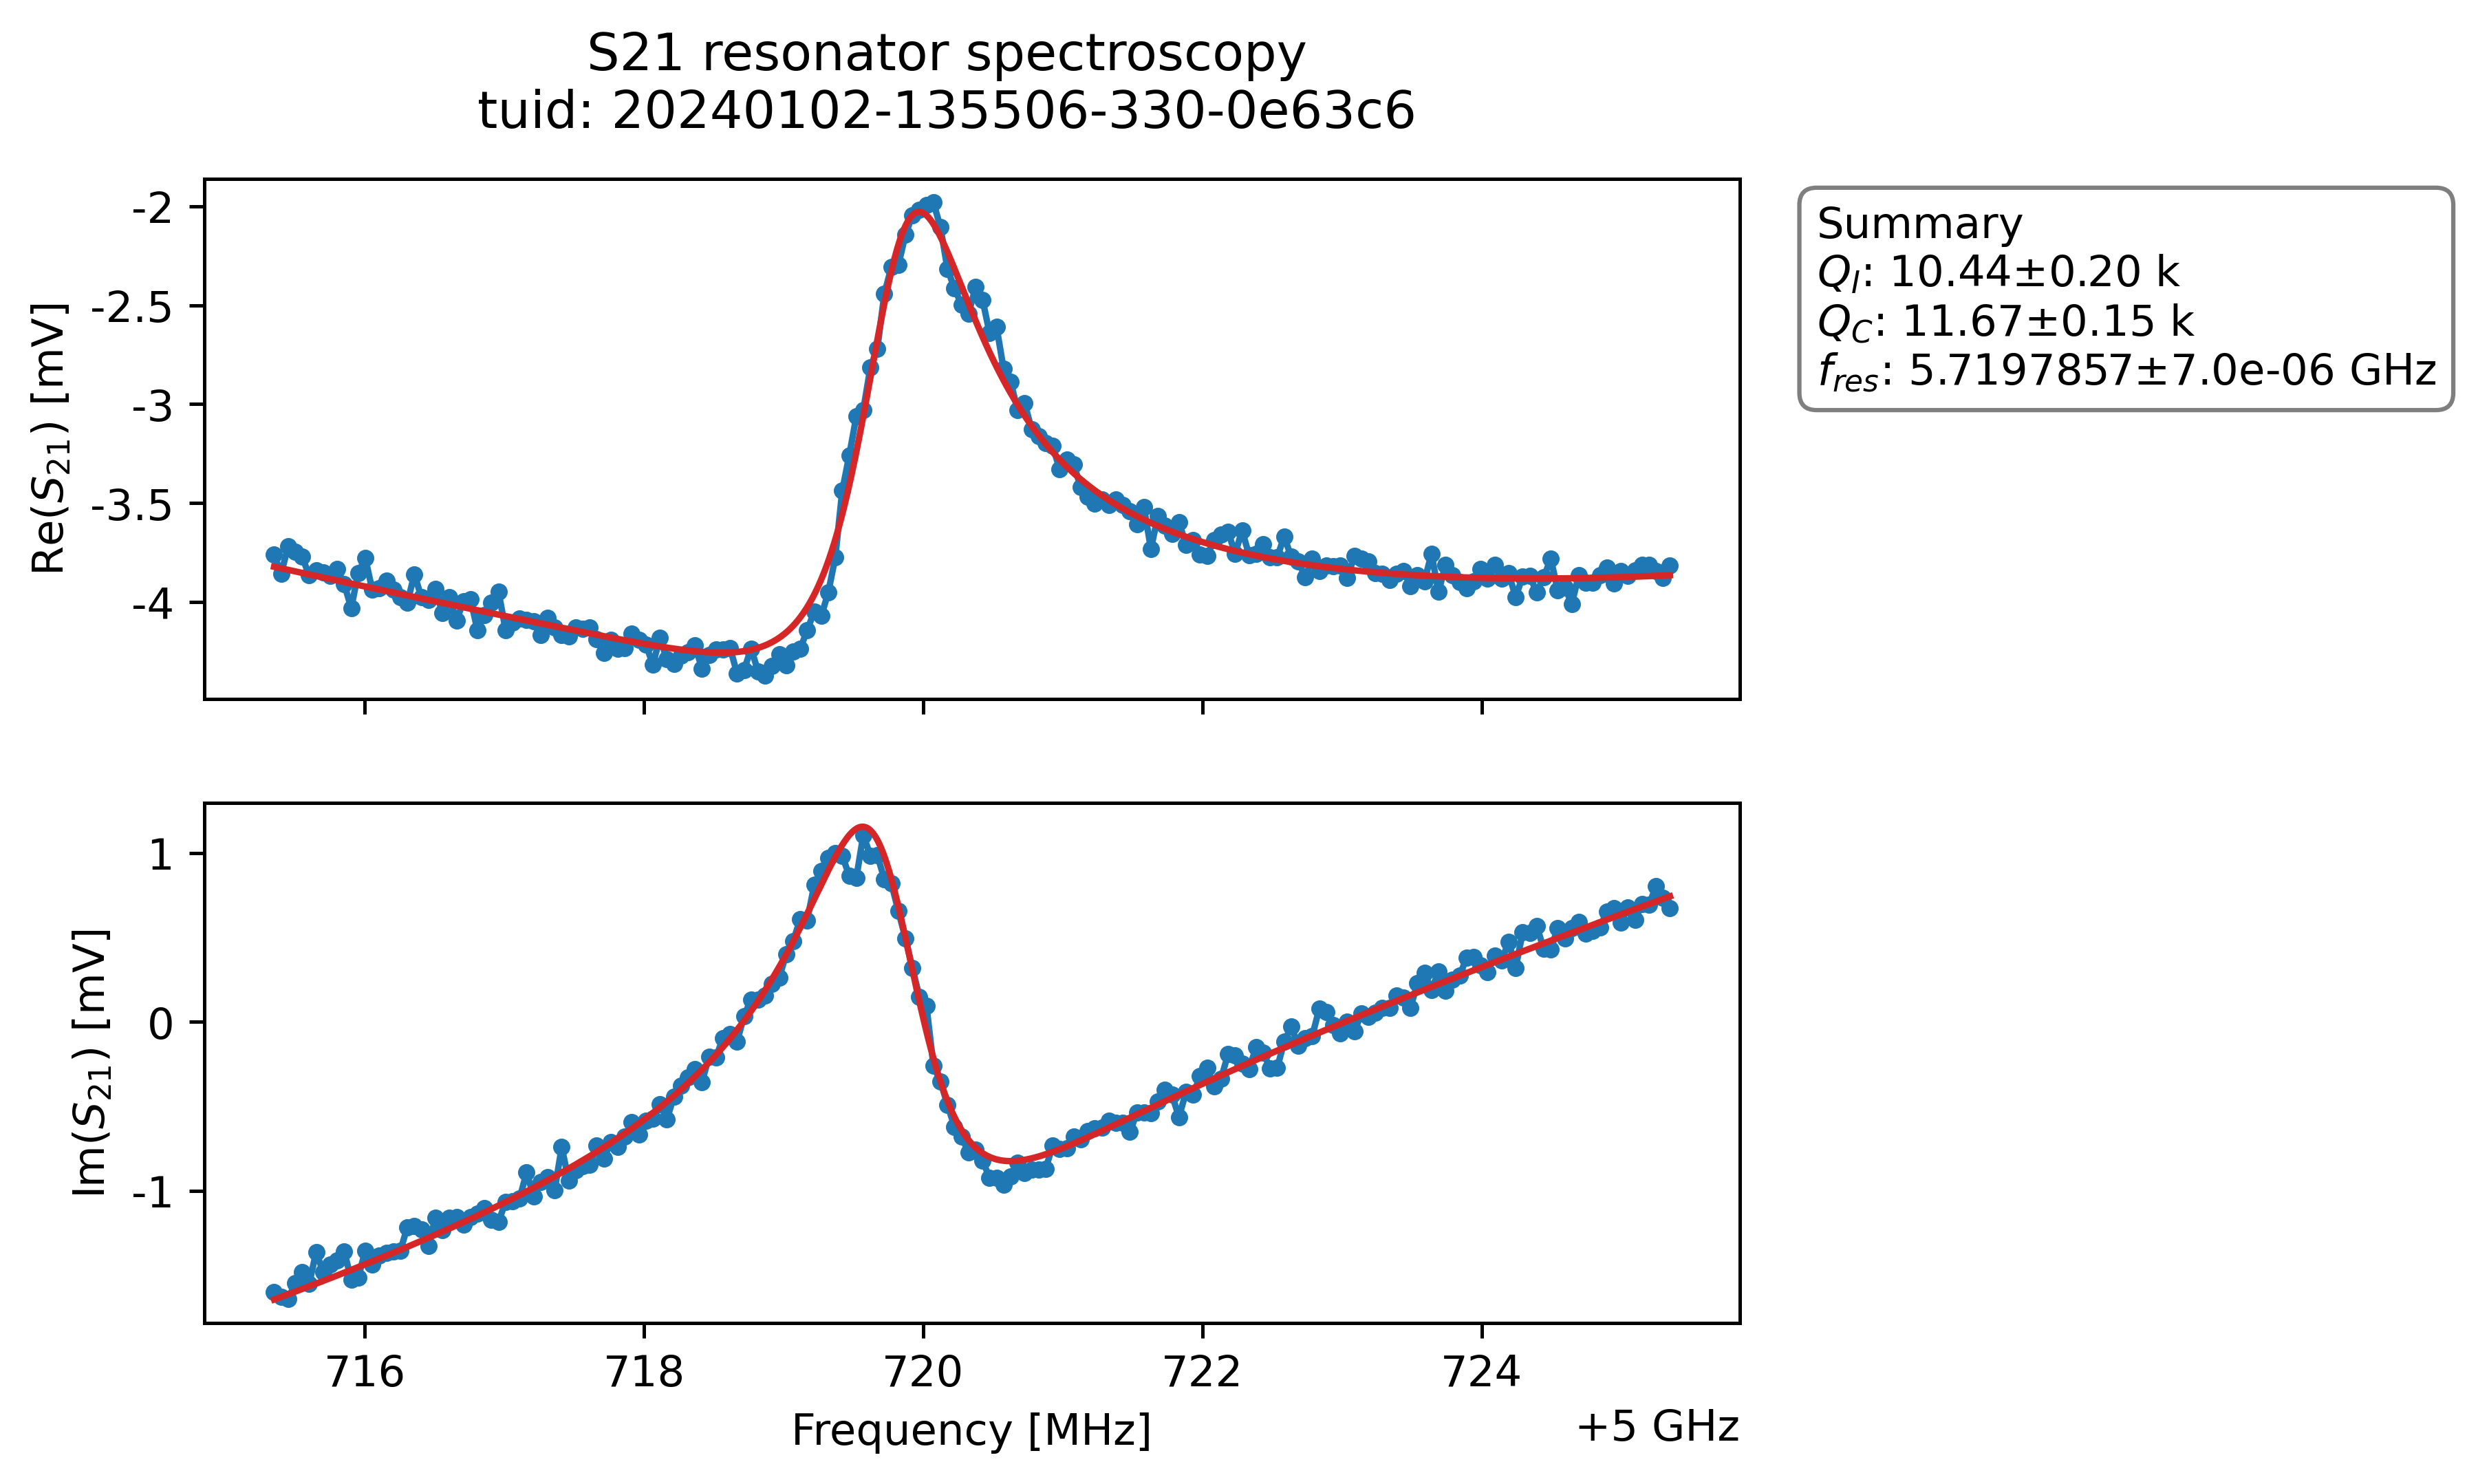 S21 resonator spectroscopy
tuid: 20240102-135506-330-0e63c6
Re(S21) [mV]
-2
-2.5
-3
-3.5
-4
Summary
QI: 10.44±0.20 k
QC: 11.67±0.15 k
fres: 5.7197857±7.0e-06 GHz
Im(S21) [mV]
1
0
-1
716 718 720 722 724
Frequency [MHz]
+5 GHz